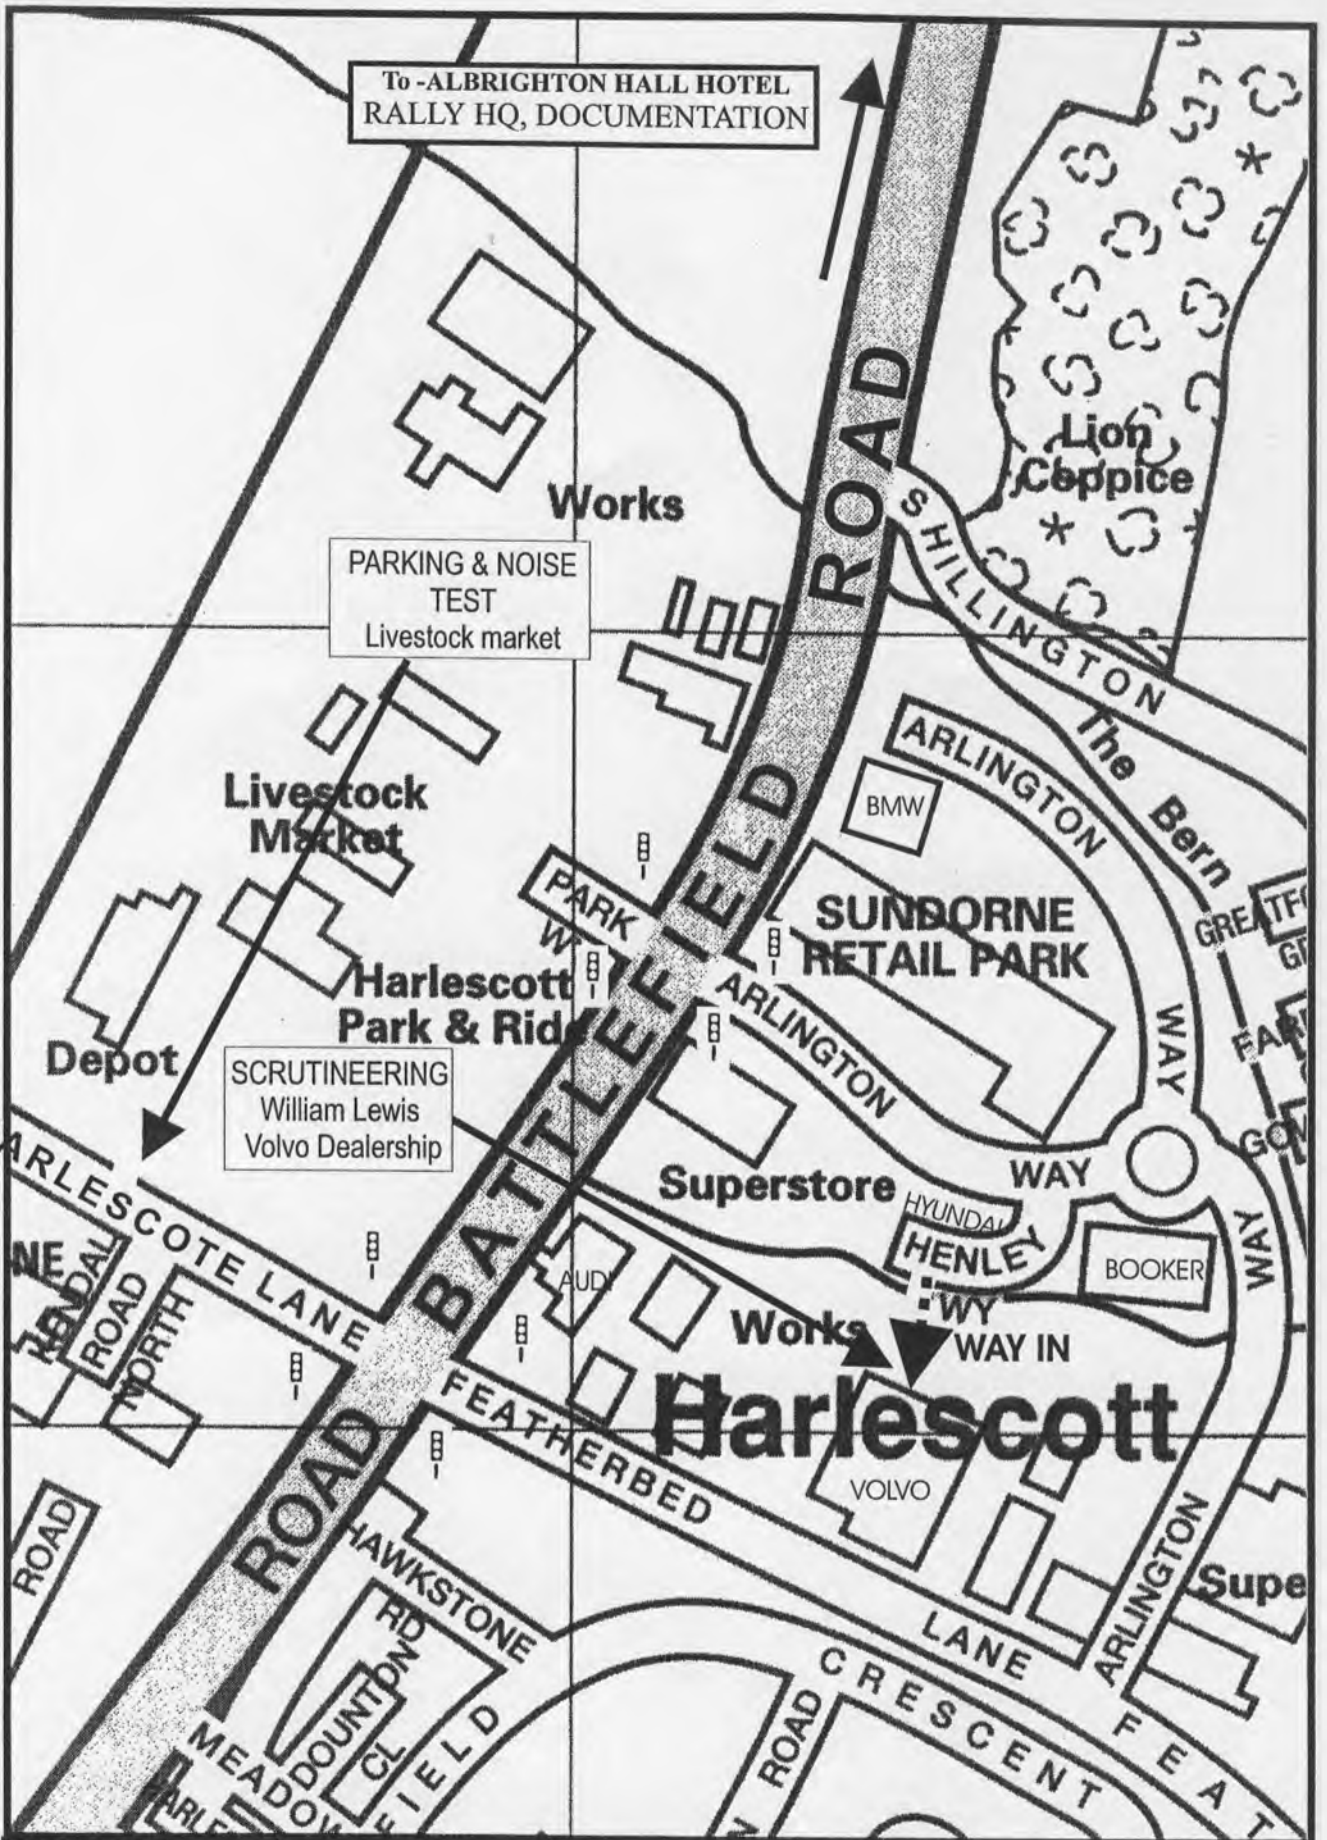 To -ALBRIGHTON HALL HOTEL
RALLY HQ, DOCUMENTATION
ROAD
Lion
Coppice
Works
SHILLINGTON
PARKING & NOISE
TEST
Livestock market
The Bern
ARLINGTON
BMW
Livestock
Market
PARK
W
SUNDORNE
RETAIL PARK
WAY
BATTLEFIELD
Harlescott
Park & Ride
ARLINGTON
Depot
SCRUTINEERING
William Lewis
Volvo Dealership
Superstore
WAY
HYUNDAI
HENLEY
WY
WAY IN
BOOKER
WAY
AUDI
Works
Harlescott
VOLVO
ARLESCOTE LANE
NE
KENDAL
ROAD
NORTH
FEATHERBED
LANE
ROAD
ROAD
HAWKSTONE
RD
DOUNTON
CL
MEADOW
FIELD
ROAD
CRESCENT
ARLINGTON
Supe
FEAT